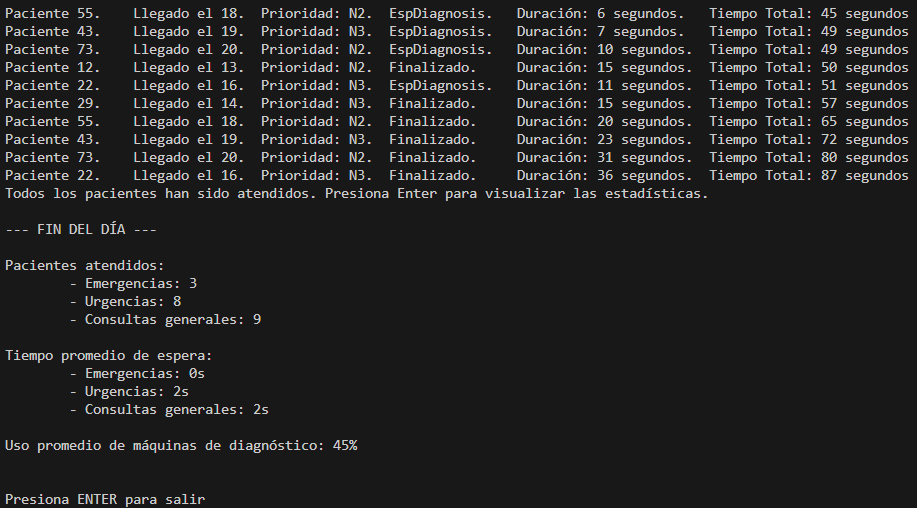 Paciente 55. Llegado el 18. Prioridad: N2. EspDiagnosis. Duración: 6 segundos. Tiempo Total: 45 segundos
Paciente 43. Llegado el 19. Prioridad: N3. EspDiagnosis. Duración: 7 segundos. Tiempo Total: 49 segundos
Paciente 73. Llegado el 20. Prioridad: N2. EspDiagnosis. Duración: 10 segundos. Tiempo Total: 49 segundos
Paciente 12. Llegado el 13. Prioridad: N2. Finalizado. Duración: 15 segundos. Tiempo Total: 50 segundos
Paciente 22. Llegado el 16. Prioridad: N3. EspDiagnosis. Duración: 11 segundos. Tiempo Total: 51 segundos
Paciente 29. Llegado el 14. Prioridad: N3. Finalizado. Duración: 15 segundos. Tiempo Total: 57 segundos
Paciente 55. Llegado el 18. Prioridad: N2. Finalizado. Duración: 20 segundos. Tiempo Total: 65 segundos
Paciente 43. Llegado el 19. Prioridad: N3. Finalizado. Duración: 23 segundos. Tiempo Total: 72 segundos
Paciente 73. Llegado el 20. Prioridad: N2. Finalizado. Duración: 31 segundos. Tiempo Total: 80 segundos
Paciente 22. Llegado el 16. Prioridad: N3. Finalizado. Duración: 36 segundos. Tiempo Total: 87 segundos
Todos los pacientes han sido atendidos. Presiona Enter para visualizar las estadísticas.
--- FIN DEL DÍA ---
Pacientes atendidos:
- Emergencias: 3
- Urgencias: 8
- Consultas generales: 9
Tiempo promedio de espera:
- Emergencias: 0s
- Urgencias: 2s
- Consultas generales: 2s
Uso promedio de máquinas de diagnóstico: 45%
Presiona ENTER para salir